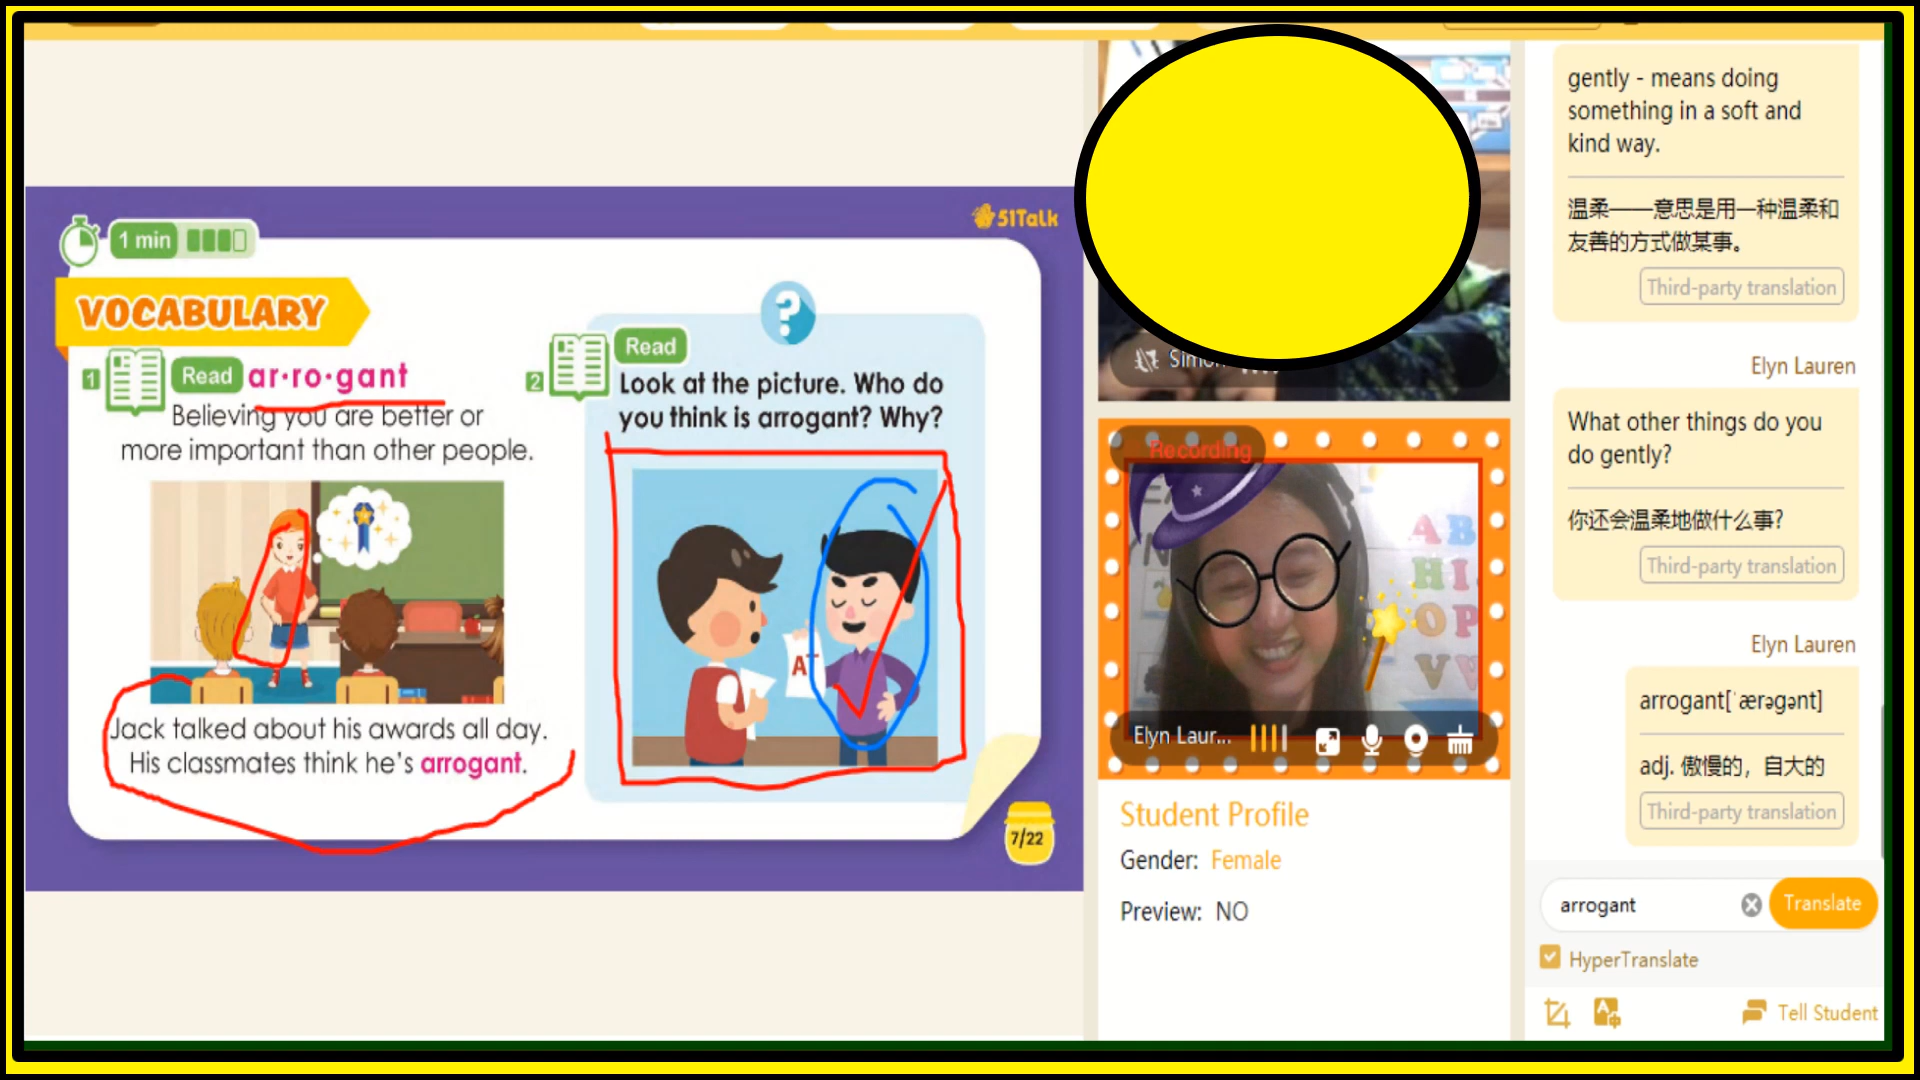 1 min
51Talk
VOCABULARY
1 Read ar·ro·gant
Believing you are better or
more important than other people.
Jack talked about his awards all day.
His classmates think he's arrogant.
?
2 Read
Look at the picture. Who do
you think is arrogant? Why?
A+
7/22
Recording
A B
H I
O P
V
Elyn Laur...
Student Profile
Gender: Female
Preview: NO
gently - means doing
something in a soft and
kind way.
温柔——意思是用一种温柔和
友善的方式做某事。
Third-party translation
Elyn Lauren
What other things do you
do gently?
你还会温柔地做什么事?
Third-party translation
Elyn Lauren
arrogant[ˈærəgənt]
adj. 傲慢的，自大的
Third-party translation
arrogant
Translate
HyperTranslate
Tell Student